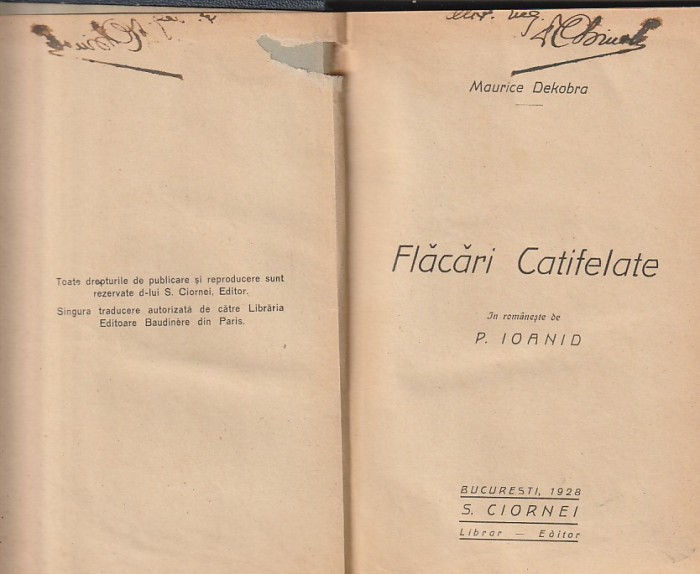 Toate drepturile de publicare și reproducere sunt
rezervate d-lui S. Ciornei, Editor.
Singura traducere autorizată de către Librăria
Editoare Baudinère din Paris.
Maurice Dekobra
Flăcări Catifelate
In românește de
P. IOANID
BUCUREȘTI, 1928
S. CIORNEI
Librar — Editor